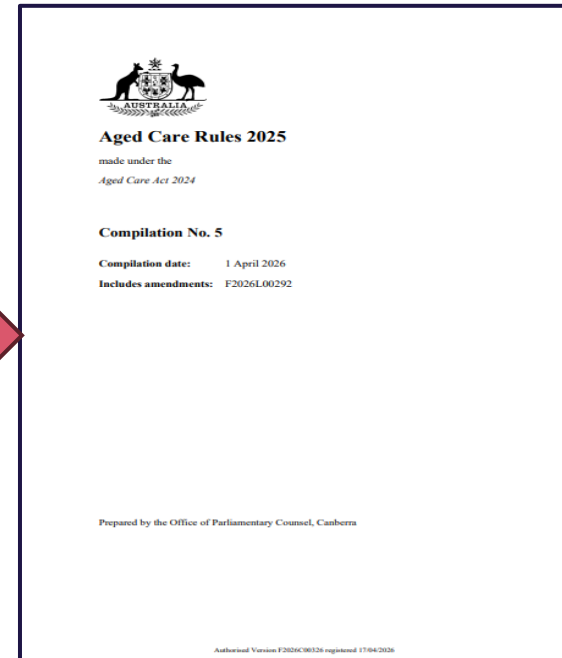 AUSTRALIA
Aged Care Rules 2025
made under the
Aged Care Act 2024
Compilation No. 5
Compilation date: 1 April 2026
Includes amendments: F2026L00292
Prepared by the Office of Parliamentary Counsel, Canberra
Authorised Version F2026C00326 registered 17/04/2026